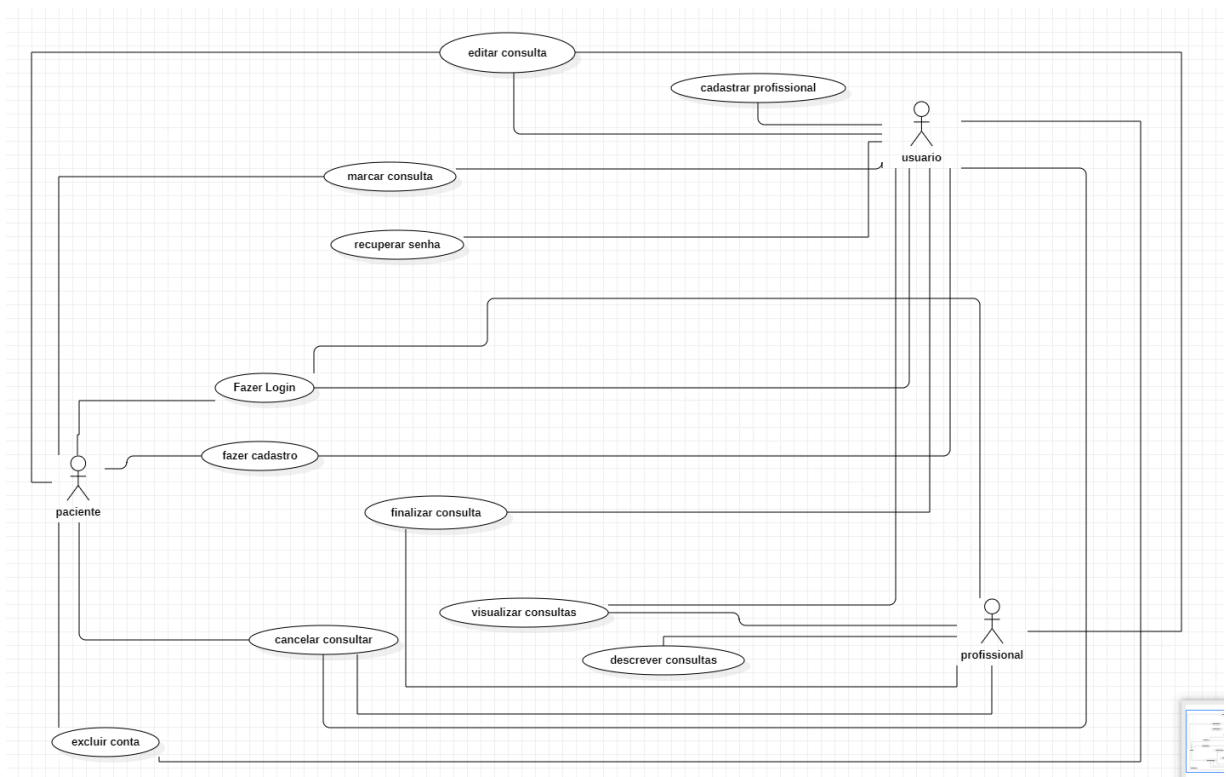 editar consulta
cadastrar profissional
usuario
marcar consulta
recuperar senha
Fazer Login
fazer cadastro
paciente
finalizar consulta
visualizar consultas
cancelar consultar
descrever consultas
profissional
excluir conta